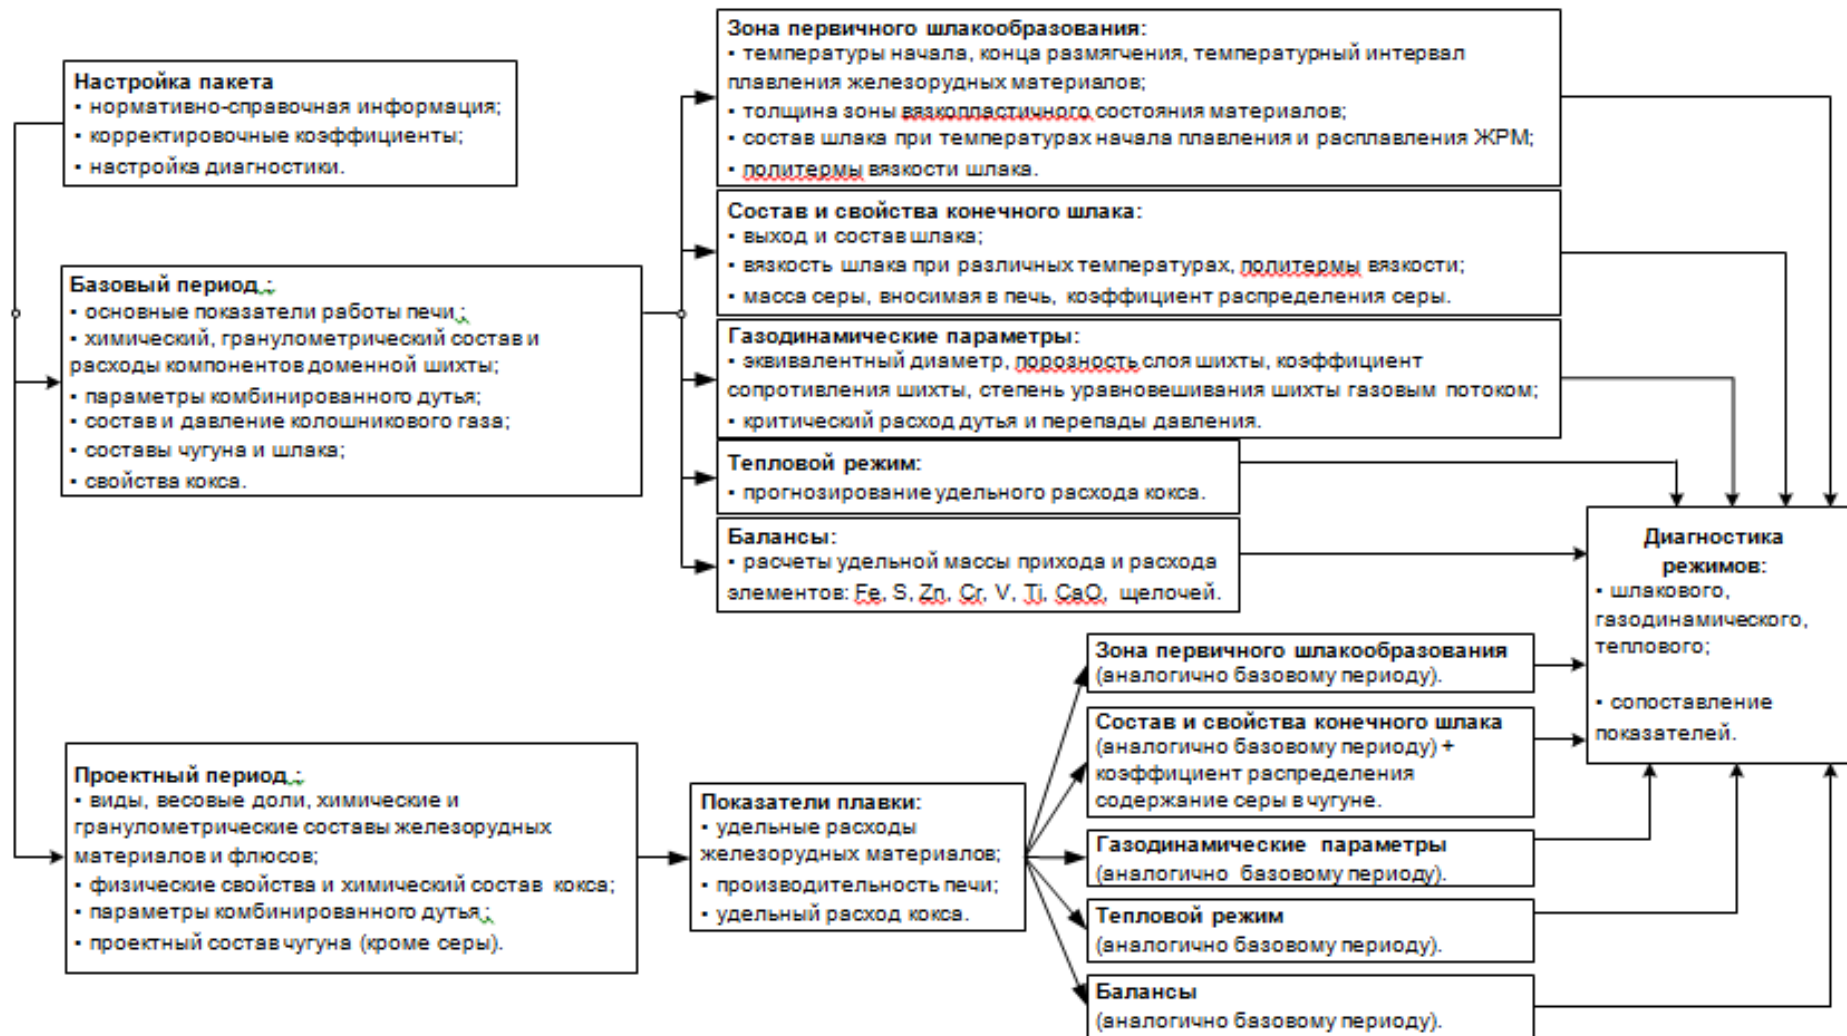 Настройка пакета
▪ нормативно-справочная информация;
▪ корректировочные коэффициенты;
▪ настройка диагностики.
Базовый период :
▪ основные показатели работы печи ;
▪ химический, гранулометрический состав и
расходы компонентов доменной шихты;
▪ параметры комбинированного дутья;
▪ состав и давление колошникового газа;
▪ составы чугуна и шлака;
▪ свойства кокса.
Проектный период :
▪ виды, весовые доли, химические и
гранулометрические составы железорудных
материалов и флюсов;
▪ физические свойства и химический состав кокса;
▪ параметры комбинированного дутья ;
▪ проектный состав чугуна (кроме серы).
Зона первичного шлакообразования:
▪ температуры начала, конца размягчения, температурный интервал
плавления железорудных материалов;
▪ толщина зоны вязкопластичного состояния материалов;
▪ состав шлака при температурах начала плавления и расплавления ЖРМ;
▪ политермы вязкости шлака.
Состав и свойства конечного шлака:
▪ выход и состав шлака;
▪ вязкость шлака при различных температурах, политермы вязкости;
▪ масса серы, вносимая в печь, коэффициент распределения серы.
Газодинамические параметры:
▪ эквивалентный диаметр, порозность слоя шихты, коэффициент
сопротивления шихты, степень уравновешивания шихты газовым потоком;
▪ критический расход дутья и перепады давления.
Тепловой режим:
▪ прогнозирование удельного расхода кокса.
Балансы:
▪ расчеты удельной массы прихода и расхода
элементов: Fe, S, Zn, Cr, V, Ti, CaO, щелочей.
Показатели плавки:
▪ удельные расходы
железорудных материалов;
▪ производительность печи;
▪ удельный расход кокса.
Зона первичного шлакообразования
(аналогично базовому периоду).
Состав и свойства конечного шлака
(аналогично базовому периоду) +
коэффициент распределения
содержание серы в чугуне.
Газодинамические параметры
(аналогично базовому периоду).
Тепловой режим
(аналогично базовому периоду).
Балансы
(аналогично базовому периоду).
Диагностика
режимов:
▪ шлакового,
газодинамического,
теплового;
▪ сопоставление
показателей.